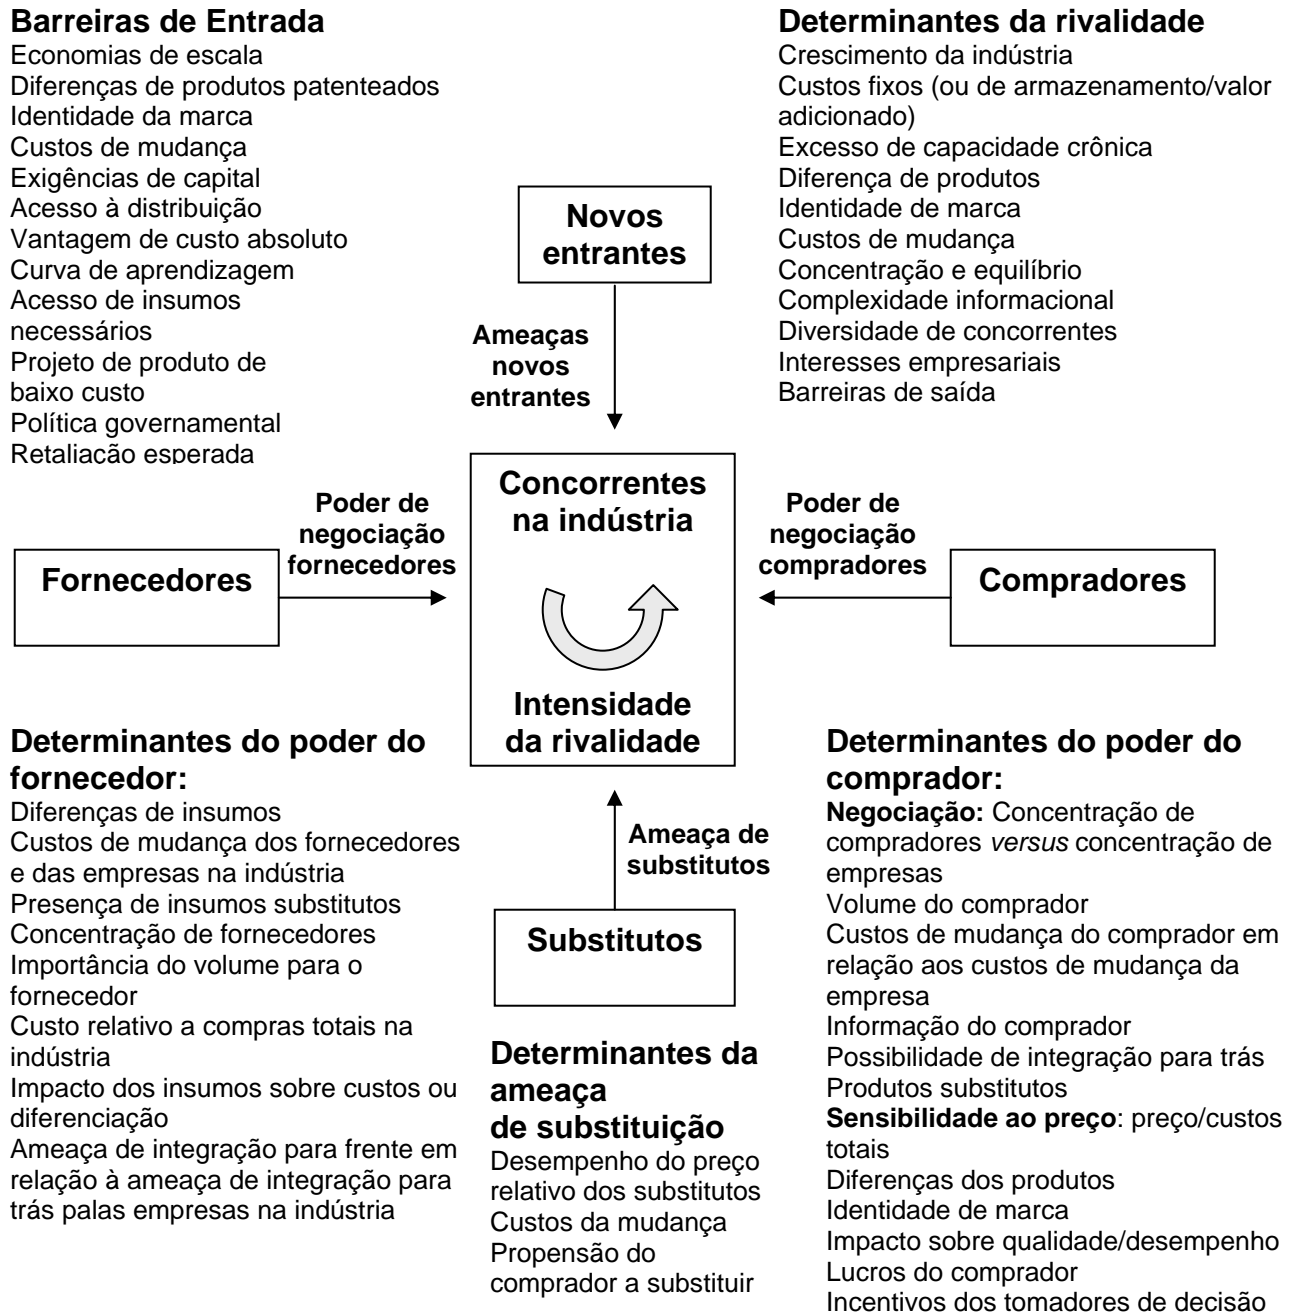 Barreiras de Entrada
Economias de escala
Diferenças de produtos patenteados
Identidade da marca
Custos de mudança
Exigências de capital
Acesso à distribuição
Vantagem de custo absoluto
Curva de aprendizagem
Acesso de insumos
necessários
Projeto de produto de
baixo custo
Política governamental
Retaliação esperada
Determinantes da rivalidade
Crescimento da indústria
Custos fixos (ou de armazenamento/valor
adicionado)
Excesso de capacidade crônica
Diferença de produtos
Identidade de marca
Custos de mudança
Concentração e equilíbrio
Complexidade informacional
Diversidade de concorrentes
Interesses empresariais
Barreiras de saída
Novos
entrantes
Ameaças
novos
entrantes
Fornecedores
Poder de
negociação
fornecedores
Concorrentes
na indústria
Intensidade
da rivalidade
Poder de
negociação
compradores
Compradores
Ameaça de
substitutos
Substitutos
Determinantes do poder do
fornecedor:
Diferenças de insumos
Custos de mudança dos fornecedores
e das empresas na indústria
Presença de insumos substitutos
Concentração de fornecedores
Importância do volume para o
fornecedor
Custo relativo a compras totais na
indústria
Impacto dos insumos sobre custos ou
diferenciação
Ameaça de integração para frente em
relação à ameaça de integração para
trás palas empresas na indústria
Determinantes da
ameaça
de substituição
Desempenho do preço
relativo dos substitutos
Custos da mudança
Propensão do
comprador a substituir
Determinantes do poder do
comprador:
Negociação: Concentração de
compradores versus concentração de
empresas
Volume do comprador
Custos de mudança do comprador em
relação aos custos de mudança da
empresa
Informação do comprador
Possibilidade de integração para trás
Produtos substitutos
Sensibilidade ao preço: preço/custos
totais
Diferenças dos produtos
Identidade de marca
Impacto sobre qualidade/desempenho
Lucros do comprador
Incentivos dos tomadores de decisão